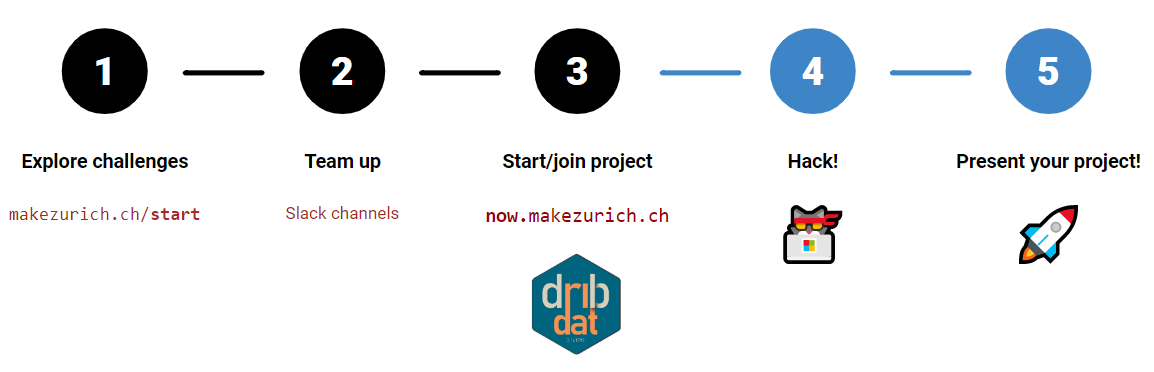 1
2
3
4
5
Explore challenges
Team up
Start/join project
Hack!
Present your project!
makezurich.ch/start
Slack channels
now.makezurich.ch
drib
dat